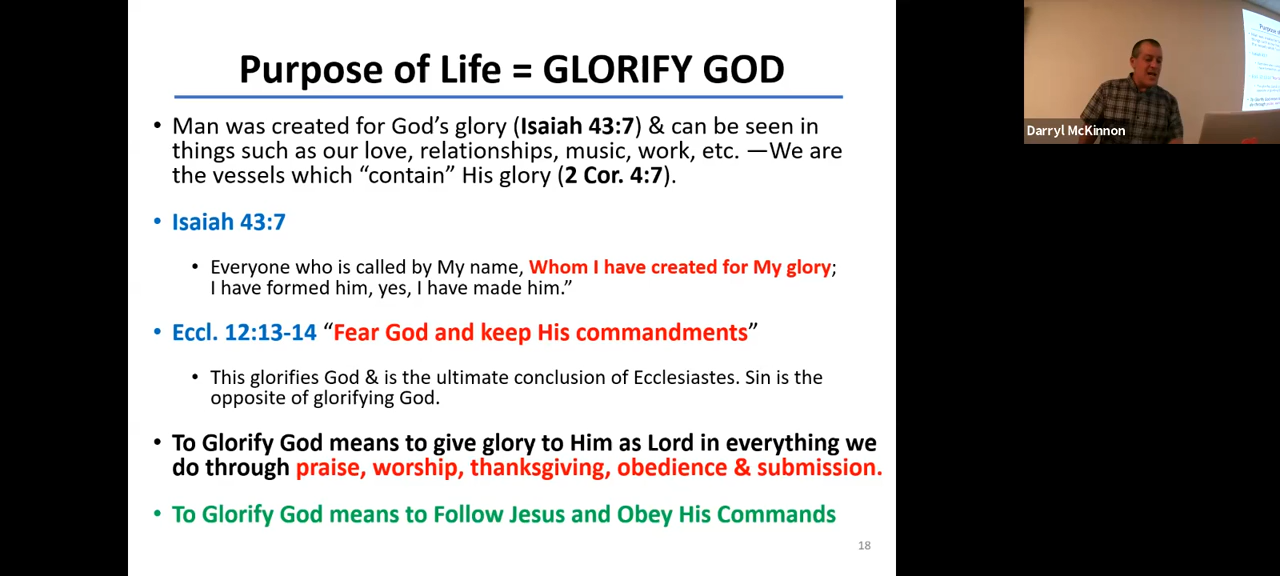 Purpose of Life = GLORIFY GOD
• Man was created for God’s glory (Isaiah 43:7) & can be seen in
things such as our love, relationships, music, work, etc. —We are
the vessels which “contain” His glory (2 Cor. 4:7).
• Isaiah 43:7
• Everyone who is called by My name, Whom I have created for My glory;
I have formed him, yes, I have made him.”
• Eccl. 12:13-14 “Fear God and keep His commandments”
• This glorifies God & is the ultimate conclusion of Ecclesiastes. Sin is the
opposite of glorifying God.
• To Glorify God means to give glory to Him as Lord in everything we
do through praise, worship, thanksgiving, obedience & submission.
• To Glorify God means to Follow Jesus and Obey His Commands
18
Darryl McKinnon